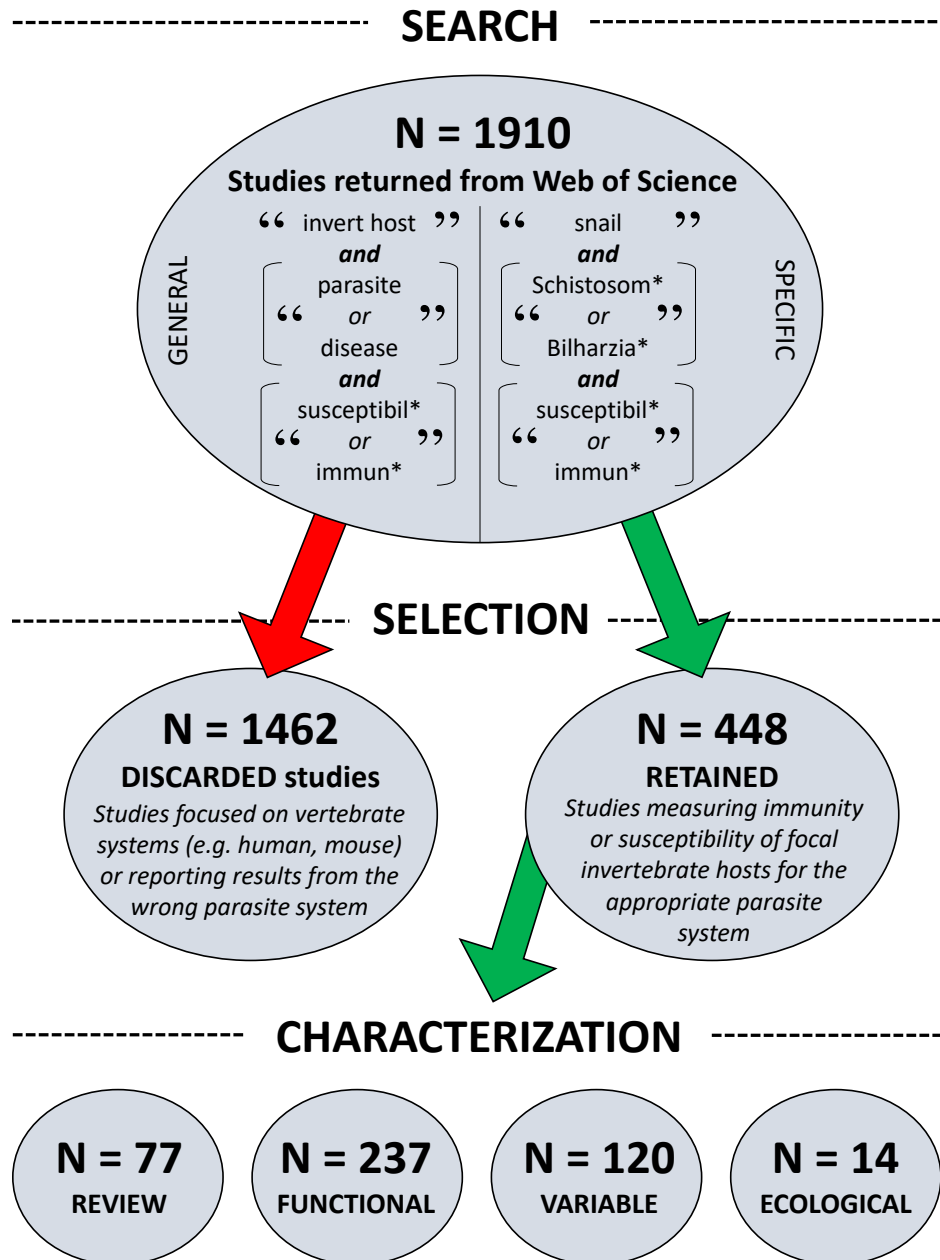 SEARCH
N = 1910
Studies returned from Web of Science
GENERAL
“ invert host ”
and
parasite
“ or ”
disease
and
susceptibil*
“ or ”
immun*
“ snail ”
and
Schistosom*
“ or ”
Bilharzia*
and
susceptibil*
“ or ”
immun*
SPECIFIC
SELECTION
N = 1462
DISCARDED studies
Studies focused on vertebrate
systems (e.g. human, mouse)
or reporting results from the
wrong parasite system
N = 448
RETAINED
Studies measuring immunity
or susceptibility of focal
invertebrate hosts for the
appropriate parasite
system
CHARACTERIZATION
N = 77
REVIEW
N = 237
FUNCTIONAL
N = 120
VARIABLE
N = 14
ECOLOGICAL